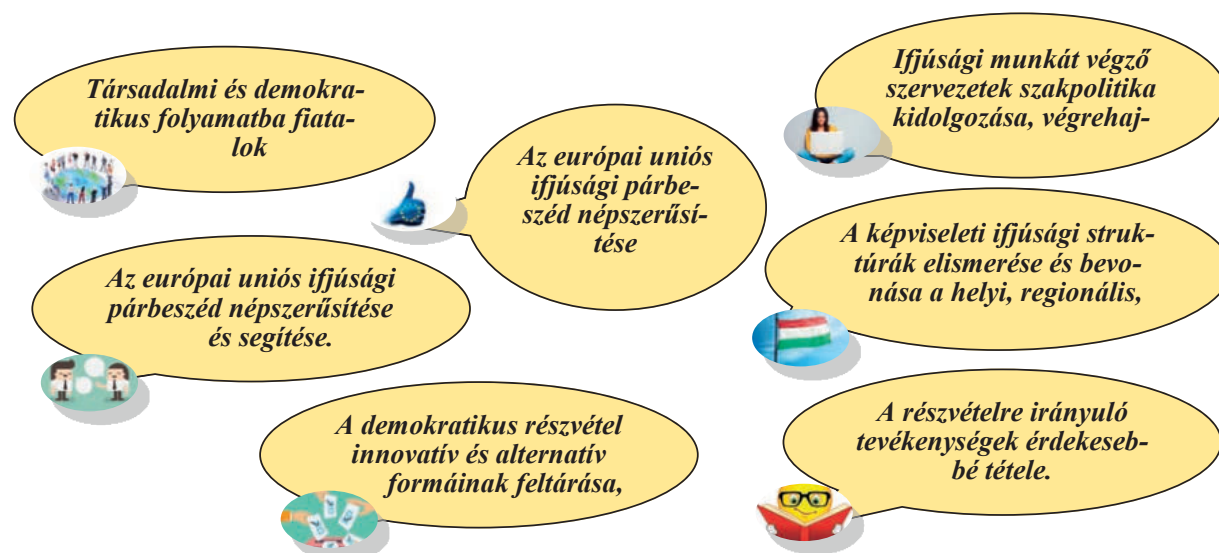 Társadalmi és demokra-
tikus folyamatba fiata-
lok
Az európai uniós
ifjúsági párbe-
széd népszerűsí-
tése
Ifjúsági munkát végző
szervezetek szakpolitika
kidolgozása, végrehaj-
Az európai uniós ifjúsági
párbeszéd népszerűsítése
és segítése.
A képviseleti ifjúsági struk-
túrák elismerése és bevo-
nása a helyi, regionális,
A demokratikus részvétel
innovatív és alternatív
formáinak feltárása,
A részvételre irányuló
tevékenységek érdekeseb-
bé tétele.